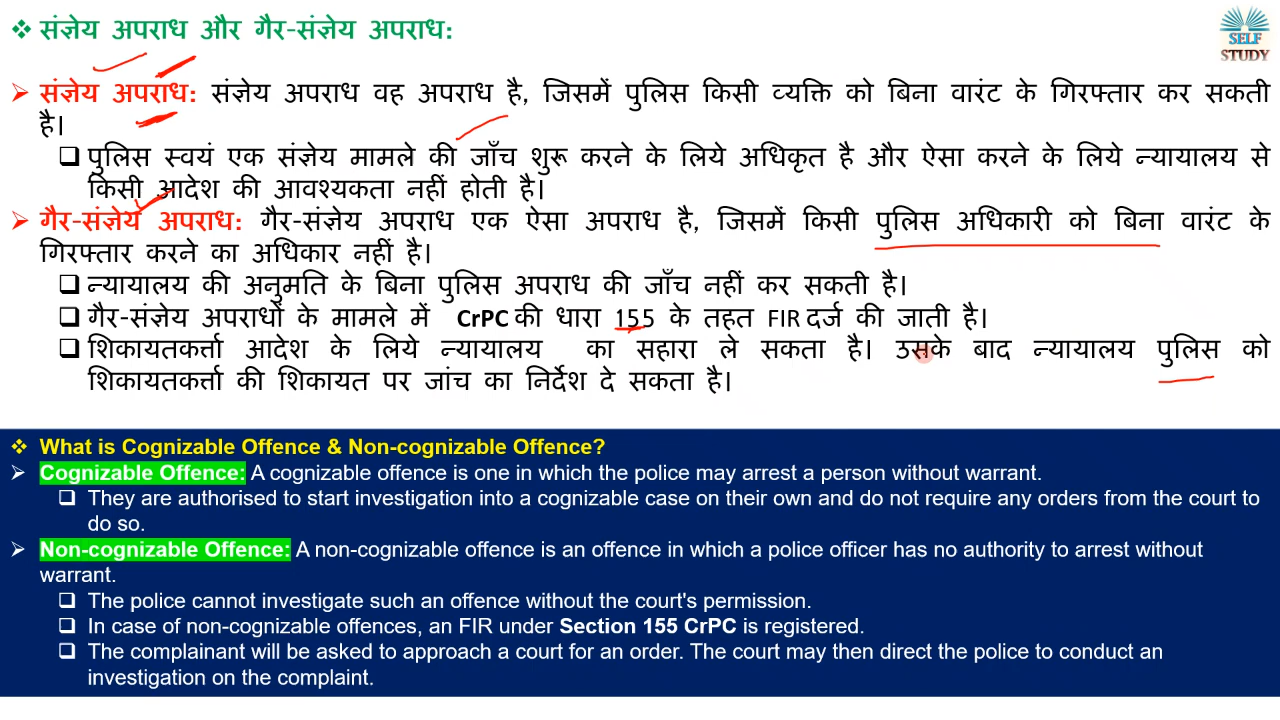 ❖ संज्ञेय अपराध और गैर-संज्ञेय अपराध:
SELF
STUDY
➢ संज्ञेय अपराध: संज्ञेय अपराध वह अपराध है, जिसमें पुलिस किसी व्यक्ति को बिना वारंट के गिरफ्तार कर सकती
है।
❑ पुलिस स्वयं एक संज्ञेय मामले की जाँच शुरू करने के लिये अधिकृत है और ऐसा करने के लिये न्यायालय से
किसी आदेश की आवश्यकता नहीं होती है।
➢ गैर-संज्ञेय अपराध: गैर-संज्ञेय अपराध एक ऐसा अपराध है, जिसमें किसी पुलिस अधिकारी को बिना वारंट के
गिरफ्तार करने का अधिकार नहीं है।
❑ न्यायालय की अनुमति के बिना पुलिस अपराध की जाँच नहीं कर सकती है।
❑ गैर-संज्ञेय अपराधों के मामले में CrPC की धारा 155 के तहत FIR दर्ज की जाती है।
❑ शिकायतकर्त्ता आदेश के लिये न्यायालय का सहारा ले सकता है। उसके बाद न्यायालय पुलिस को
शिकायतकर्त्ता की शिकायत पर जांच का निर्देश दे सकता है।
❖ What is Cognizable Offence & Non-cognizable Offence?
➢ Cognizable Offence: A cognizable offence is one in which the police may arrest a person without warrant.
❑ They are authorised to start investigation into a cognizable case on their own and do not require any orders from the court to
do so.
➢ Non-cognizable Offence: A non-cognizable offence is an offence in which a police officer has no authority to arrest without
warrant.
❑ The police cannot investigate such an offence without the court's permission.
❑ In case of non-cognizable offences, an FIR under Section 155 CrPC is registered.
❑ The complainant will be asked to approach a court for an order. The court may then direct the police to conduct an
investigation on the complaint.